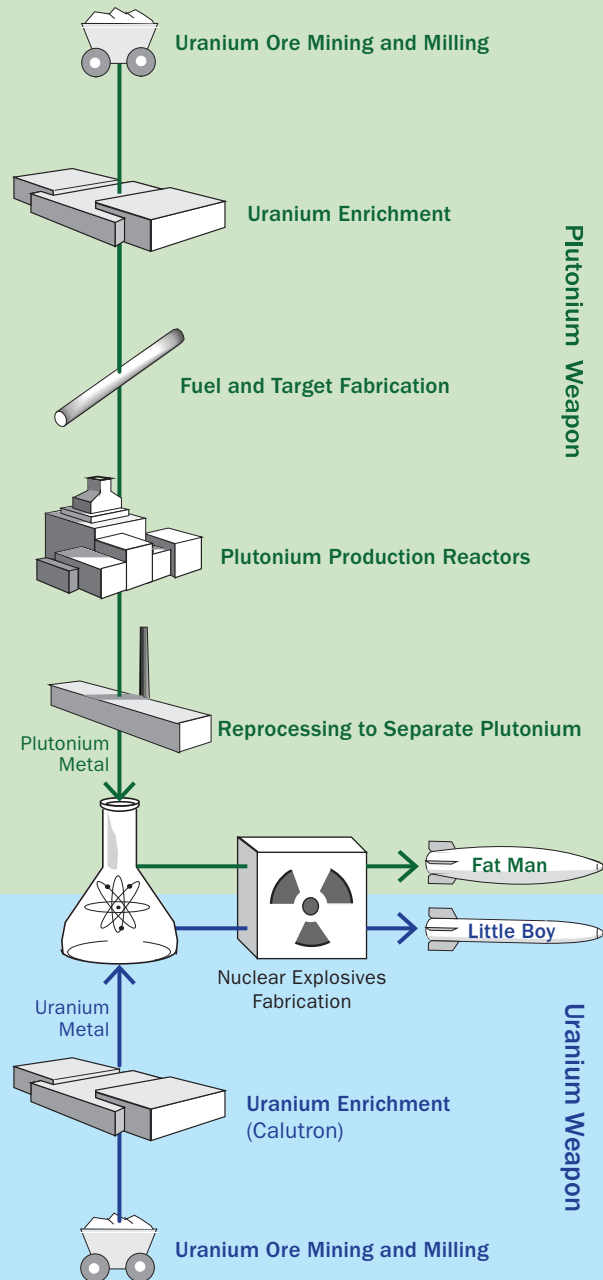 Uranium Ore Mining and Milling
Uranium Enrichment
Plutonium Weapon
Fuel and Target Fabrication
Plutonium Production Reactors
Reprocessing to Separate Plutonium
Plutonium
Metal
Fat Man
Little Boy
Nuclear Explosives
Fabrication
Uranium
Metal
Uranium Weapon
Uranium Enrichment
(Calutron)
Uranium Ore Mining and Milling